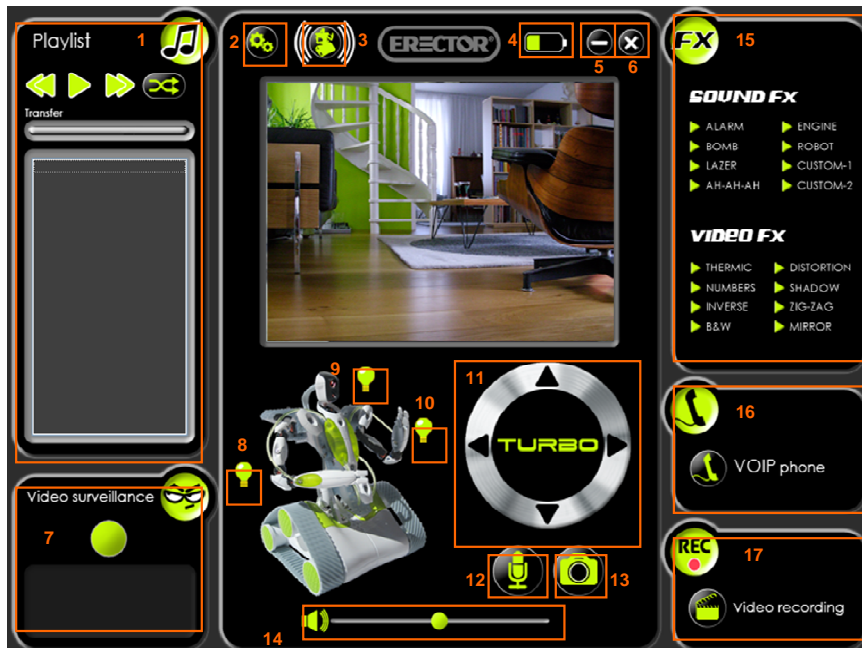 Playlist
1
Transfer
2
3
ERECTOR
4
5
6
FX
15
SOUND FX
ALARM
ENGINE
BOMB
ROBOT
LAZER
CUSTOM-1
AH-AH-AH
CUSTOM-2
VIDEO FX
THERMIC
DISTORTION
NUMBERS
SHADOW
INVERSE
ZIG-ZAG
B&W
MIRROR
9
10
8
11
TURBO
16
VOIP phone
Video surveillance
7
12
13
14
REC
17
Video recording